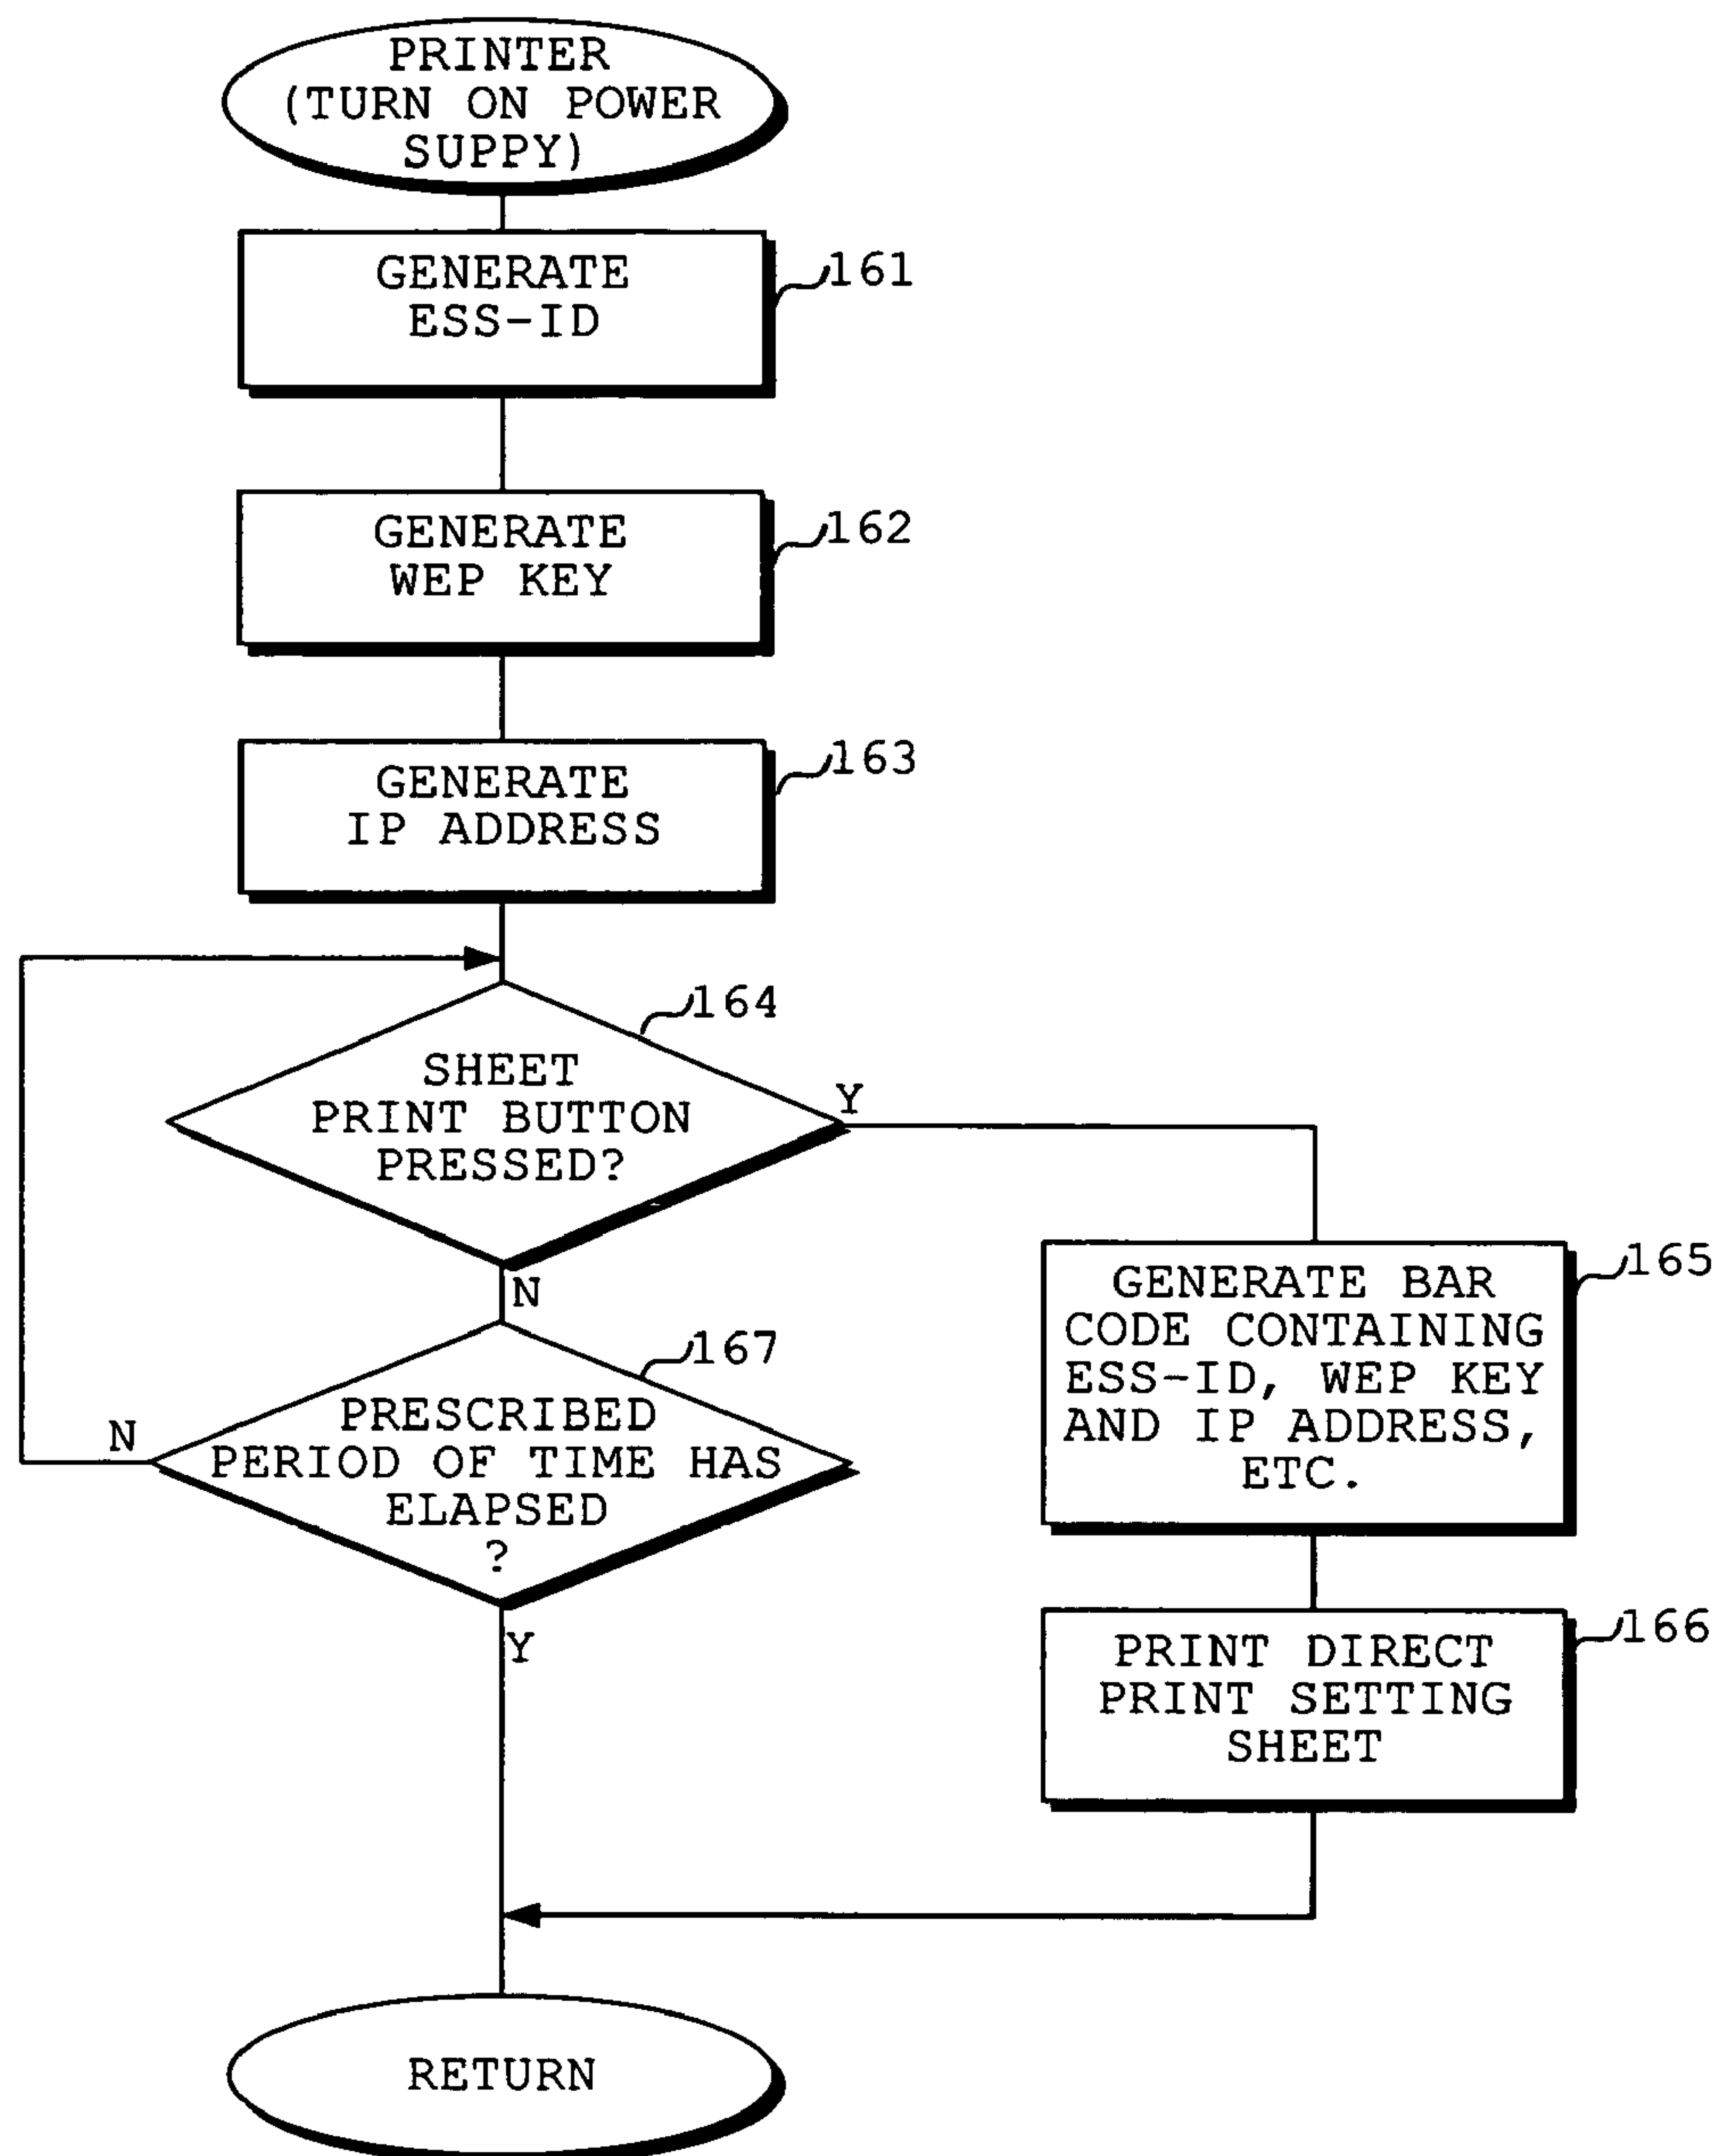 PRINTER
(TURN ON POWER
SUPPY)
GENERATE
ESS-ID
161
GENERATE
WEP KEY
162
GENERATE
IP ADDRESS
163
SHEET
PRINT BUTTON
PRESSED?
164
Y
N
GENERATE BAR
CODE CONTAINING
ESS-ID, WEP KEY
AND IP ADDRESS,
ETC.
165
PRESCRIBED
PERIOD OF TIME HAS
ELAPSED
?
167
N
Y
PRINT DIRECT
PRINT SETTING
SHEET
166
RETURN